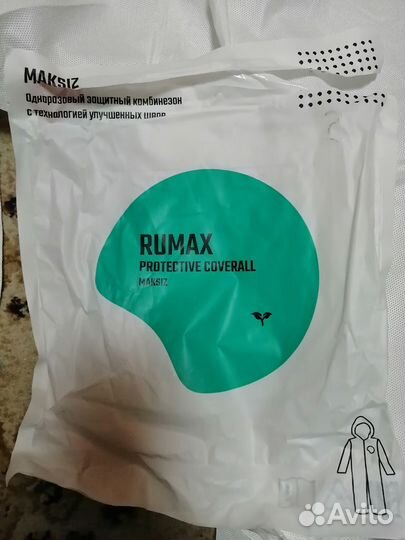 MAKSIZ
Одноразовый защитный комбинезон
с технологией улучшенных швов
RUMAX
PROTECTIVE COVERALL
MAKSIZ
Avito